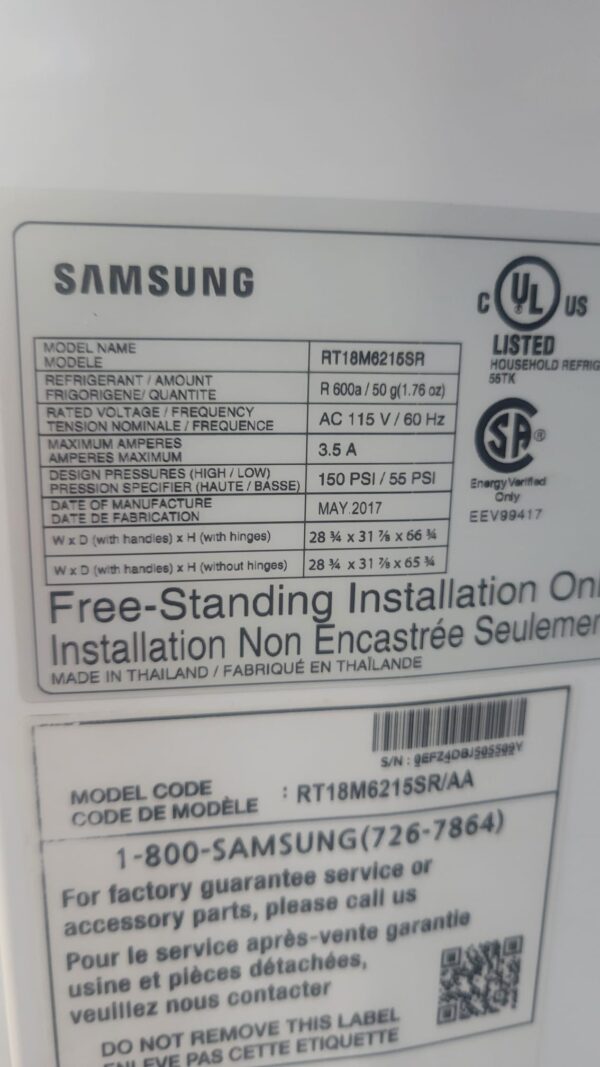 SAMSUNG
C UL US
LISTED
HOUSEHOLD REFRIG
56TK
MODEL NAME
MODELE
RT18M6215SR
REFRIGERANT / AMOUNT
FRIGORIGENE/ QUANTITE
R 600a / 50 g(1.76 oz)
RATED VOLTAGE / FREQUENCY
TENSION NOMINALE / FREQUENCE
AC 115 V / 60 Hz
MAXIMUM AMPERES
AMPERES MAXIMUM
3.5 A
DESIGN PRESSURES (HIGH / LOW)
PRESSION SPECIFIER (HAUTE / BASSE)
150 PSI / 55 PSI
DATE OF MANUFACTURE
DATE DE FABRICATION
MAY.2017
W x D (with handles) x H (with hinges)
28 ¾ x 31 ⅞ x 66 ¾
W x D (with handles) x H (without hinges)
28 ¾ x 31 ⅞ x 65 ¾
SA ®
Energy Verified
Only
EEV99417
Free-Standing Installation Onl
Installation Non Encastrée Seulemen
MADE IN THAILAND / FABRIQUÉ EN THAÏLANDE
S/N :
MODEL CODE
CODE DE MODÈLE
: RT18M6215SR/AA
1-800-SAMSUNG(726-7864)
For factory guarantee service or
accessory parts, please call us
Pour le service après-vente garantie
usine et pièces détachées,
veuillez nous contacter
DO NOT REMOVE THIS LABEL
ENLEVE PAS CETTE ETIQUETTE